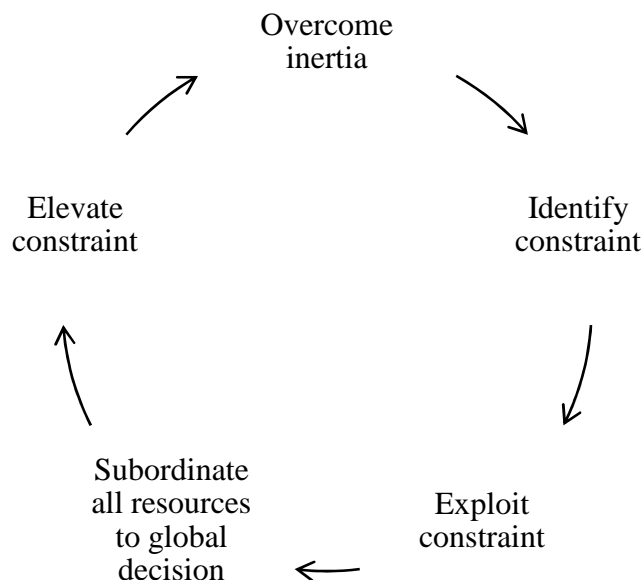 Overcome
inertia
Identify
constraint
Exploit
constraint
Subordinate
all resources
to global
decision
Elevate
constraint